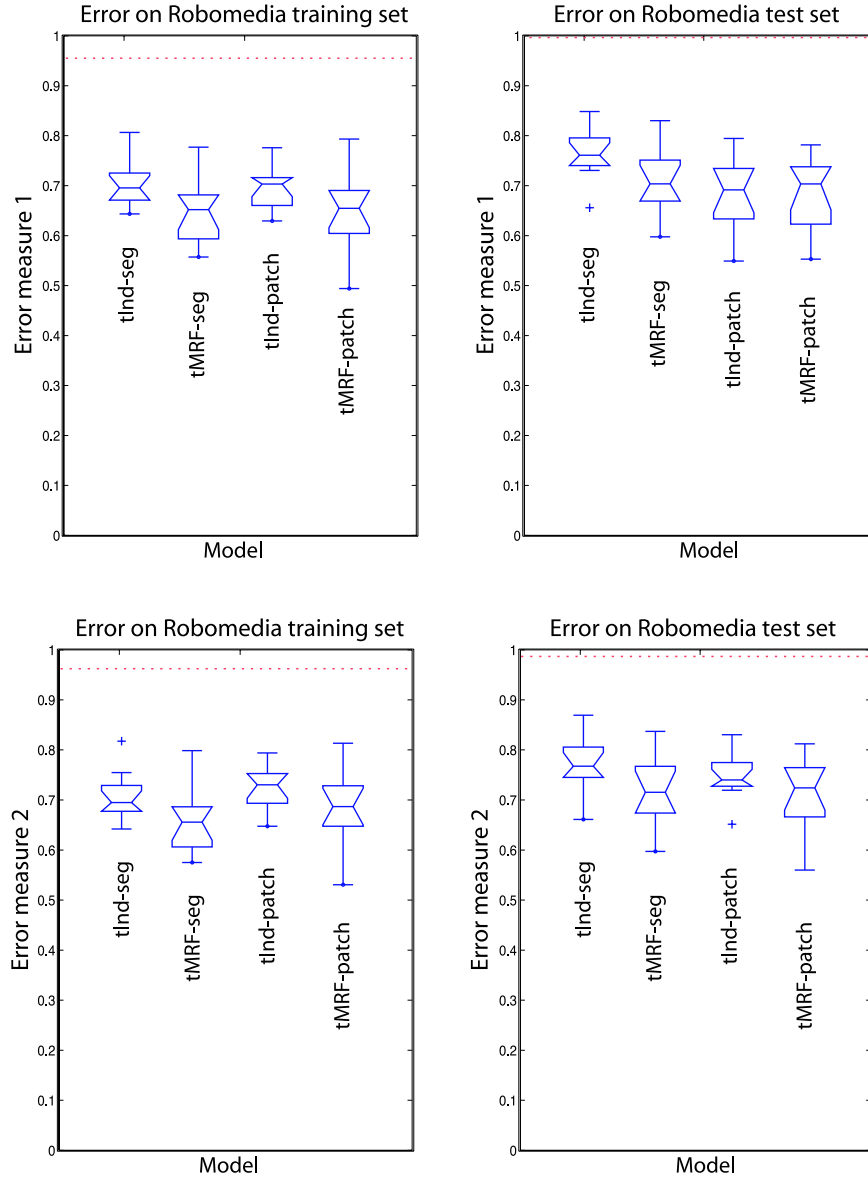 Error on Robomedia training set
Error measure 1
1
0.9
0.8
0.7
0.6
0.5
0.4
0.3
0.2
0.1
0
tInd-seg
tMRF-seg
tInd-patch
tMRF-patch
Model
Error on Robomedia test set
Error measure 1
1
0.9
0.8
0.7
0.6
0.5
0.4
0.3
0.2
0.1
0
tInd-seg
tMRF-seg
tInd-patch
tMRF-patch
Model
Error on Robomedia training set
Error measure 2
1
0.9
0.8
0.7
0.6
0.5
0.4
0.3
0.2
0.1
0
tInd-seg
tMRF-seg
tInd-patch
tMRF-patch
Model
Error on Robomedia test set
Error measure 2
1
0.9
0.8
0.7
0.6
0.5
0.4
0.3
0.2
0.1
0
tInd-seg
tMRF-seg
tInd-patch
tMRF-patch
Model